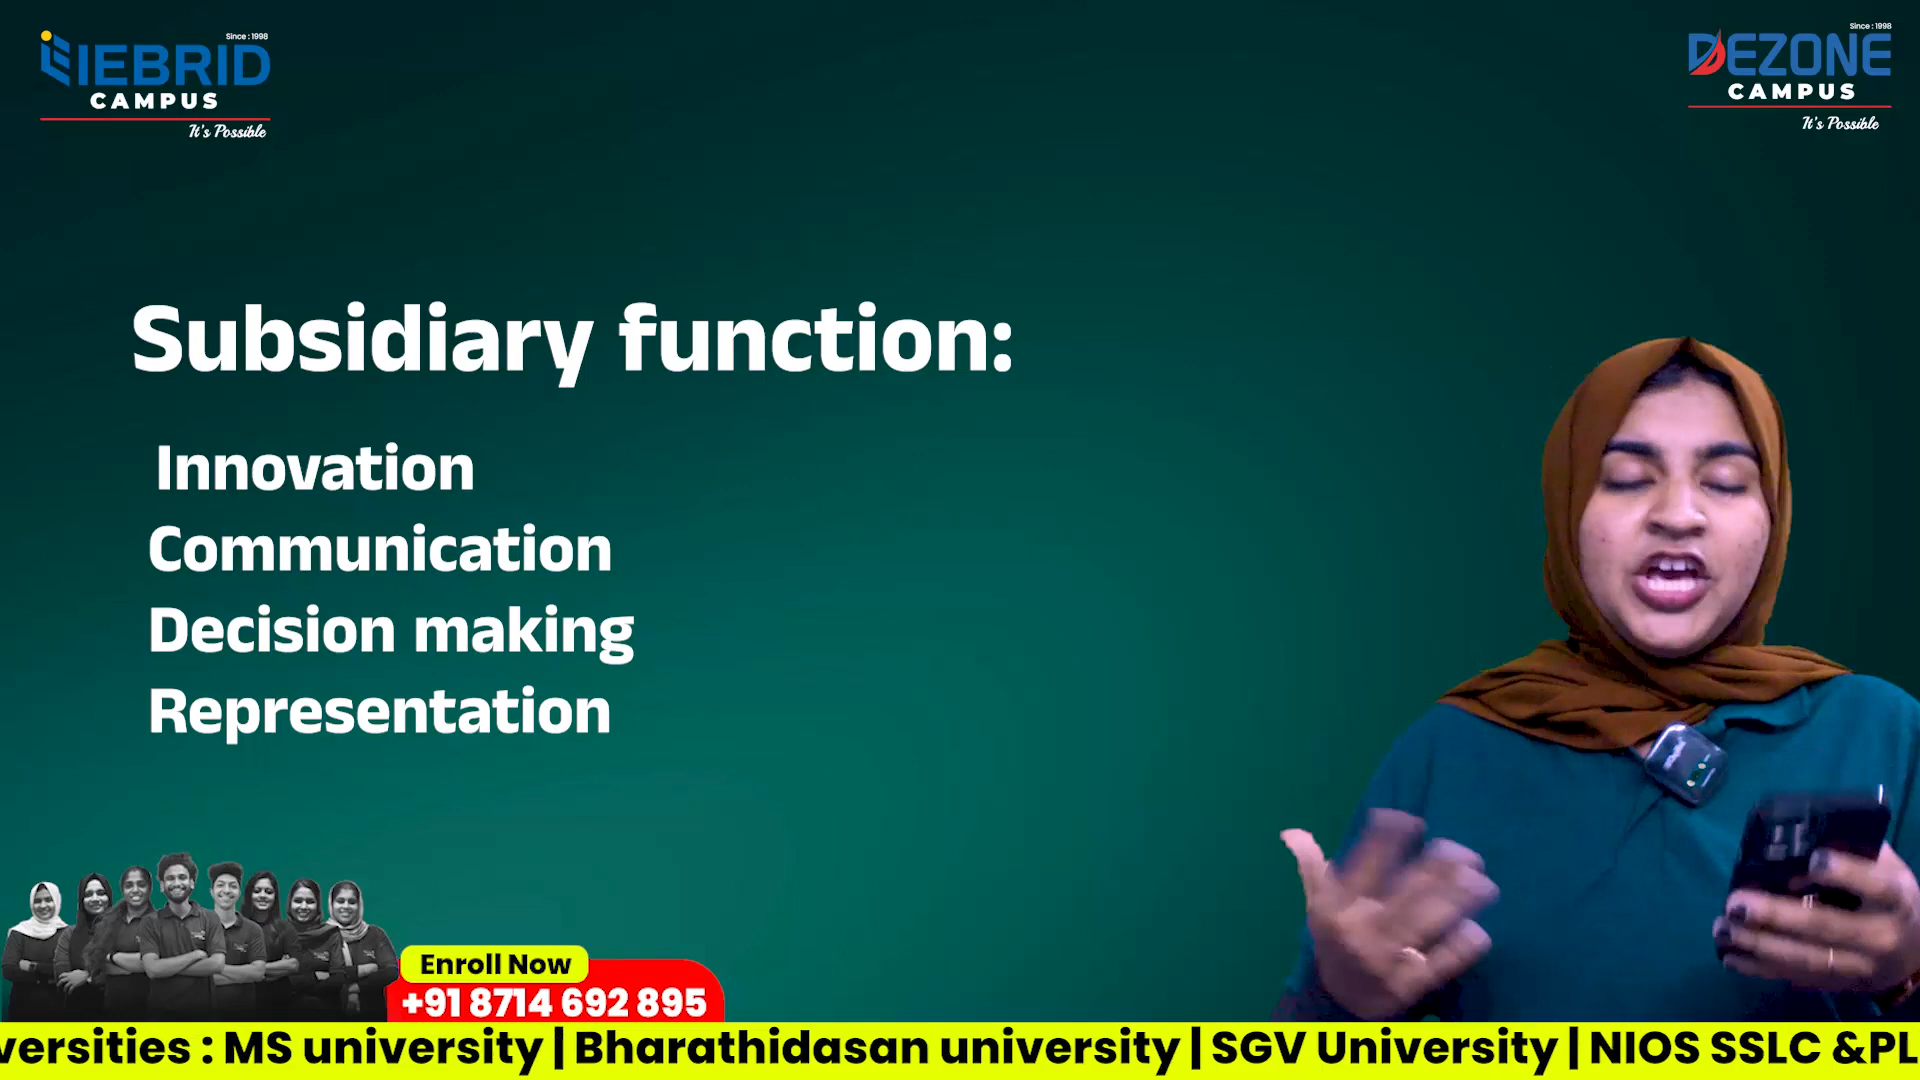 Since : 1998
IEBRID
CAMPUS
It's Possible
Since : 1998
DEZONE
CAMPUS
It's Possible
Subsidiary function:
Innovation
Communication
Decision making
Representation
Enroll Now
+91 8714 692 895
versities : MS university | Bharathidasan university | SGV University | NIOS SSLC &PL